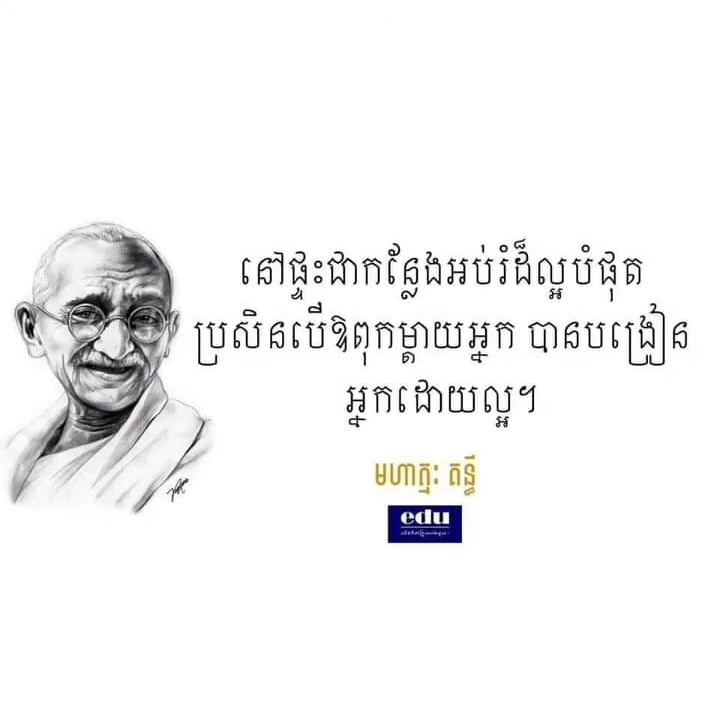 នៅផ្ទះជាកន្លែងអប់រំដ៏ល្អបំផុត
ប្រសិនបើឱពុកម្ដាយអ្នក បានបង្រៀន
អ្នកដោយល្អ។
មហាត្មៈ គន្ធី
edu